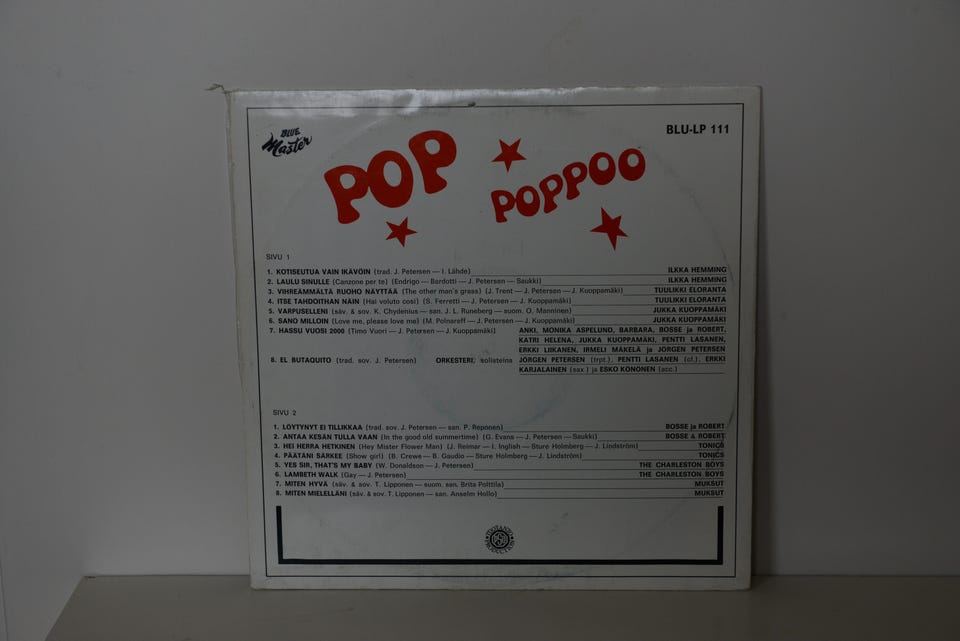 BLUE
Master
BLU-LP 111
POP
POPPOO
SIVU 1
1. KOTISEUTUA VAIN IKÄVÖIN (trad. J. Petersen — I. Lähde) ILKKA HEMMING
2. LAULU SINULLE (Canzone per te) (Endrigo — Bardotti — J. Petersen — Saukki) ILKKA HEMMING
3. VIHREÄMMÄLTÄ RUOHO NÄYTTÄÄ (The other man's grass) (J. Trent — J. Petersen — J. Kuoppamäki) TUULIKKI ELORANTA
4. ITSE TAHDOITHAN NÄIN (Hai voluto cosi) (S. Ferretti — J. Petersen — J. Kuoppamäki) TUULIKKI ELORANTA
5. VARPUSELLENI (säv. & sov. K. Chydenius — san. J. L. Runeberg — suom. O. Manninen) JUKKA KUOPPAMÄKI
6. SANO MILLOIN (Love me, please love me) (M. Polnareff — J. Petersen — J. Kuoppamäki) JUKKA KUOPPAMÄKI
7. HASSU VUOSI 2000 (Timo Vuori — J. Petersen — J. Kuoppamäki) ANKI, MONIKA ASPELUND, BARBARA, BOSSE ja ROBERT,
KATRI HELENA, JUKKA KUOPPAMÄKI, PENTTI LASANEN,
ERKKI LIIKANEN, IRMELI MÄKELÄ ja JÖRGEN PETERSEN
8. EL BUTAQUITO (trad. sov. J. Petersen) ORKESTERI, solisteina JÖRGEN PETERSEN (trpt.), PENTTI LASANEN (cl.), ERKKI
KARJALAINEN (sax.) ja ESKO KÖNÖNEN (acc.)
SIVU 2
1. LÖYTYNYT EI TILLIKKAA (trad. sov. J. Petersen — san. P. Reponen) BOSSE ja ROBERT
2. ANTAA KESÄN TULLA VAAN (In the good old summertime) (G. Evans — J. Petersen — Saukki) BOSSE & ROBERT
3. HEI HERRA HETKINEN (Hey Mister Flower Man) (J. Reimar — I. Inglish — Sture Holmberg — J. Lindström) TONICS
4. PÄÄTÄNI SÄRKEE (Show girl) (B. Crewe — B. Gaudio — Sture Holmberg — J. Lindström) TONICS
5. YES SIR, THAT'S MY BABY (W. Donaldson — J. Petersen) THE CHARLESTON BOYS
6. LAMBETH WALK (Gay — J. Petersen) THE CHARLESTON BOYS
7. MITEN HYVÄ (säv. & sov. T. Lipponen — suom. san. Brita Polttila) MUKSUT
8. MITEN MIELELLÄNI (säv. & sov. T. Lipponen — san. Anselm Hollo) MUKSUT